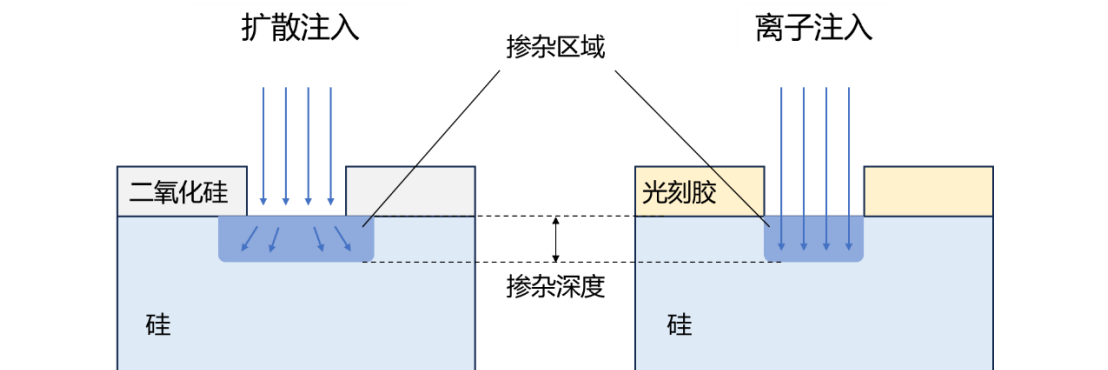 扩散注入
离子注入
掺杂区域
二氧化硅
光刻胶
掺杂深度
硅
硅